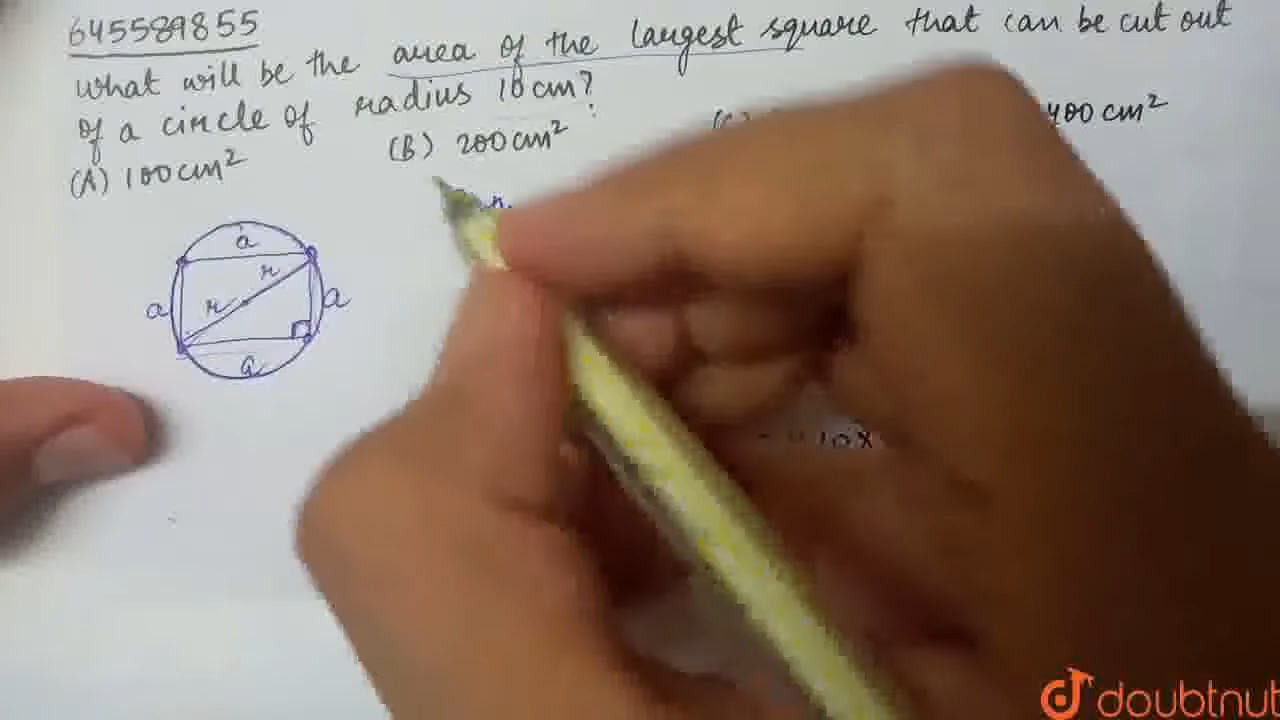 645589855
what will be the area of the largest square that can be cut out
of a circle of radius 10 cm?
(A) 100 cm² (B) 200 cm² (C) 400 cm²
a
r
a r a
a
10x
doubtnut